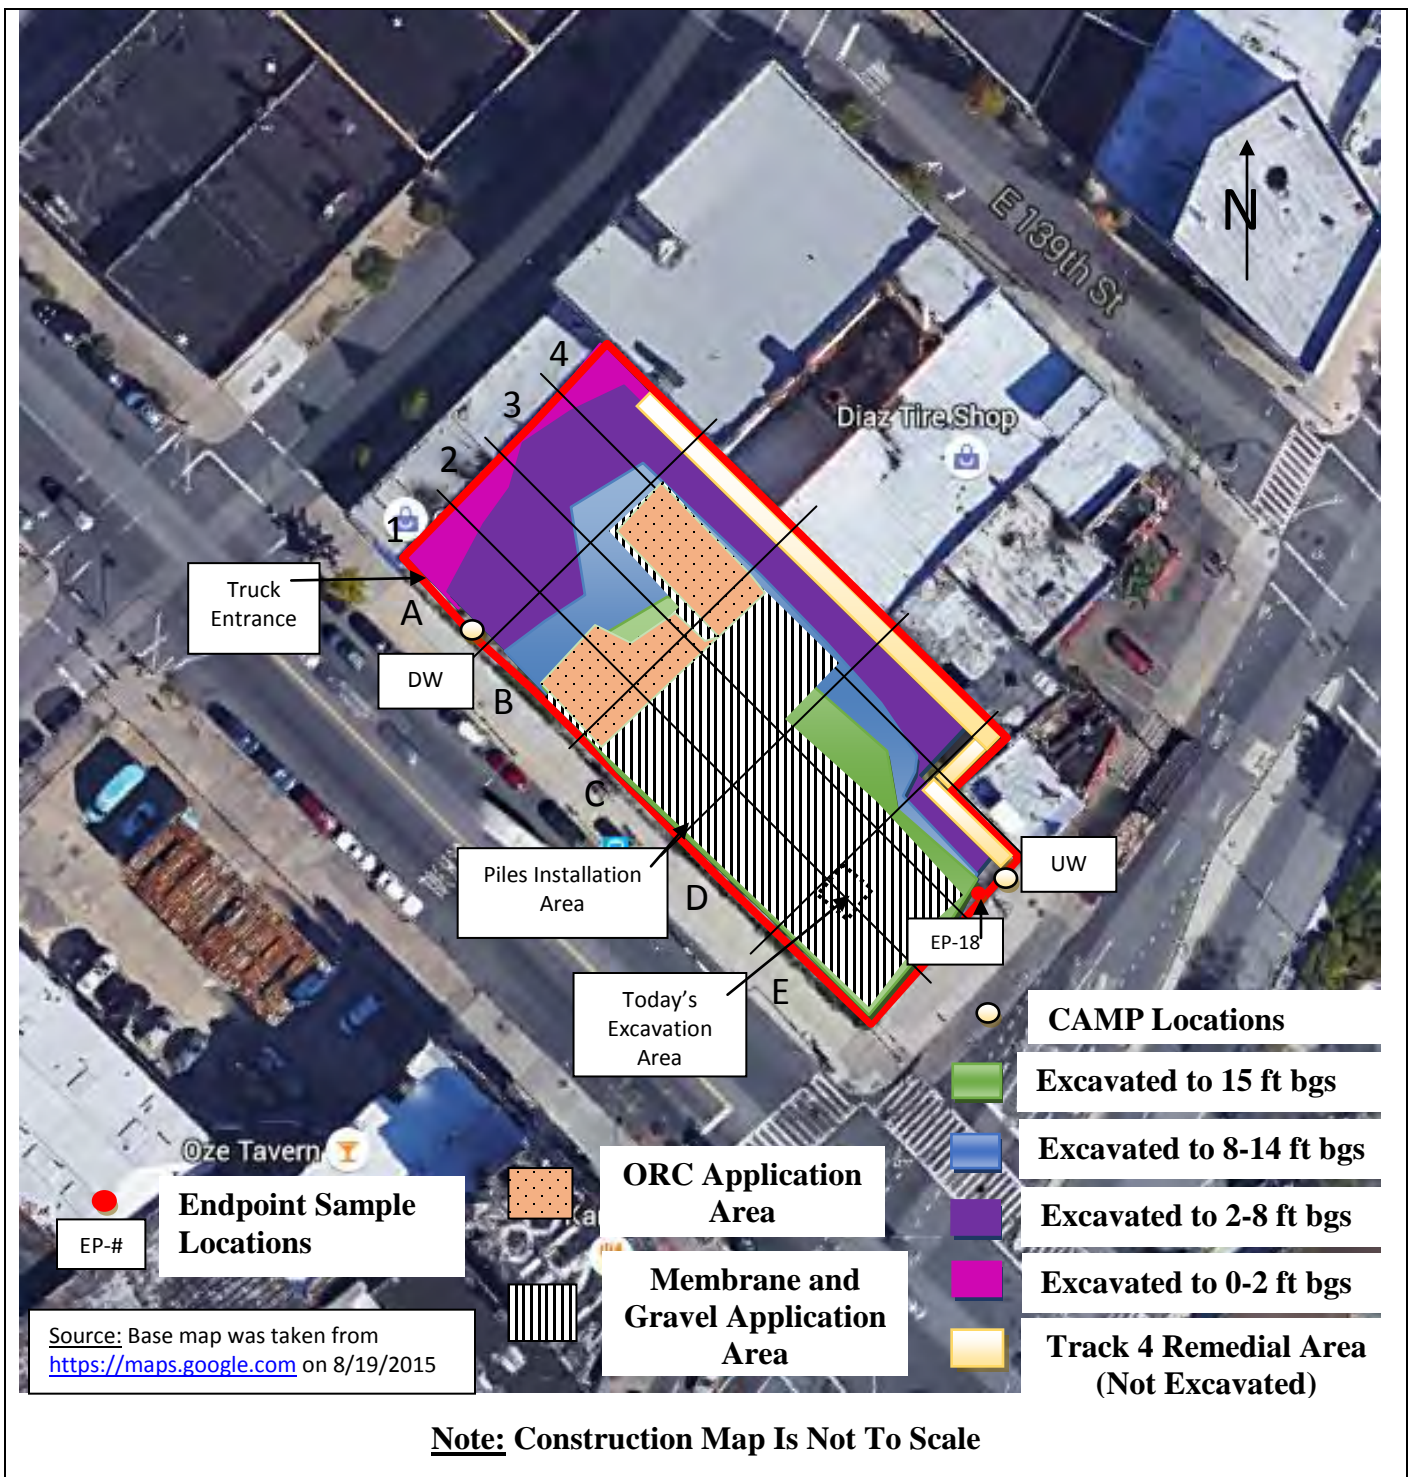 E 139th St
N
4
3
Diaz Tire Shop
2
1
Truck
Entrance
A
DW
B
C
Piles Installation
Area
D
UW
EP-18
E
Today's
Excavation
Area
CAMP Locations
Excavated to 15 ft bgs
Excavated to 8-14 ft bgs
Excavated to 2-8 ft bgs
Excavated to 0-2 ft bgs
Track 4 Remedial Area
(Not Excavated)
Oze Tavern
ORC Application
Area
Membrane and
Gravel Application
Area
Endpoint Sample
Locations
EP-#
Source: Base map was taken from
https://maps.google.com on 8/19/2015
Note: Construction Map Is Not To Scale